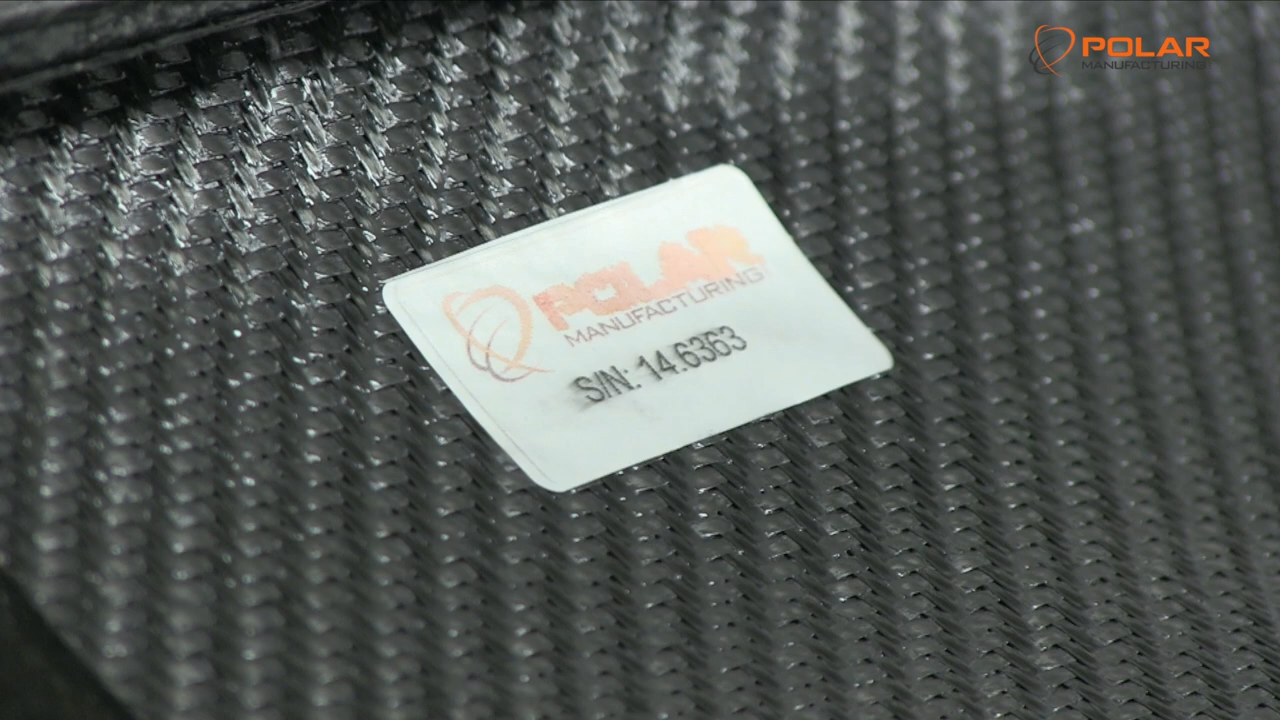 POLAR
MANUFACTURING
POLAR
MANUFACTURING
S/N: 14.6363